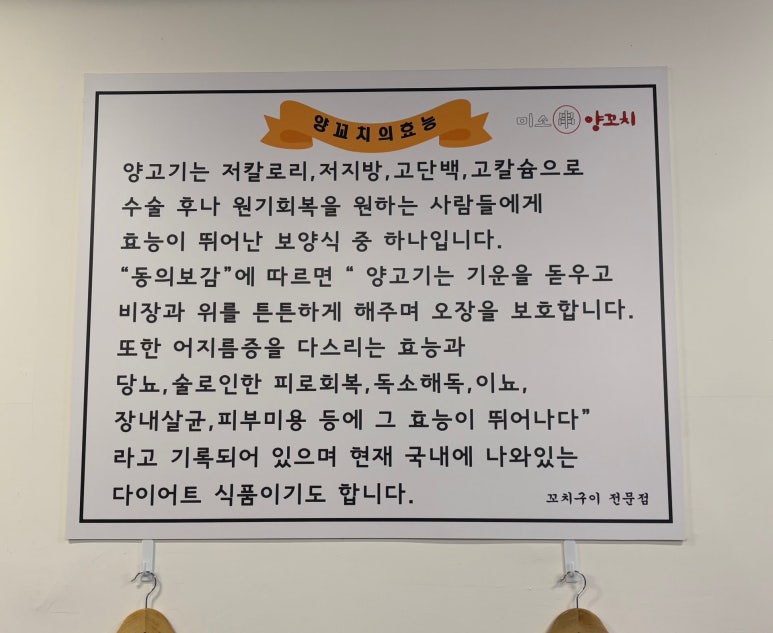 양꼬치의효능
미소 串 양꼬치
양고기는 저칼로리,저지방,고단백,고칼슘으로
수술 후나 원기회복을 원하는 사람들에게
효능이 뛰어난 보양식 중 하나입니다.
“동의보감”에 따르면 “ 양고기는 기운을 돋우고
비장과 위를 튼튼하게 해주며 오장을 보호합니다.
또한 어지름증을 다스리는 효능과
당뇨,술로인한 피로회복,독소해독,이뇨,
장내살균,피부미용 등에 그 효능이 뛰어나다”
라고 기록되어 있으며 현재 국내에 나와있는
다이어트 식품이기도 합니다.
꼬치구이 전문점